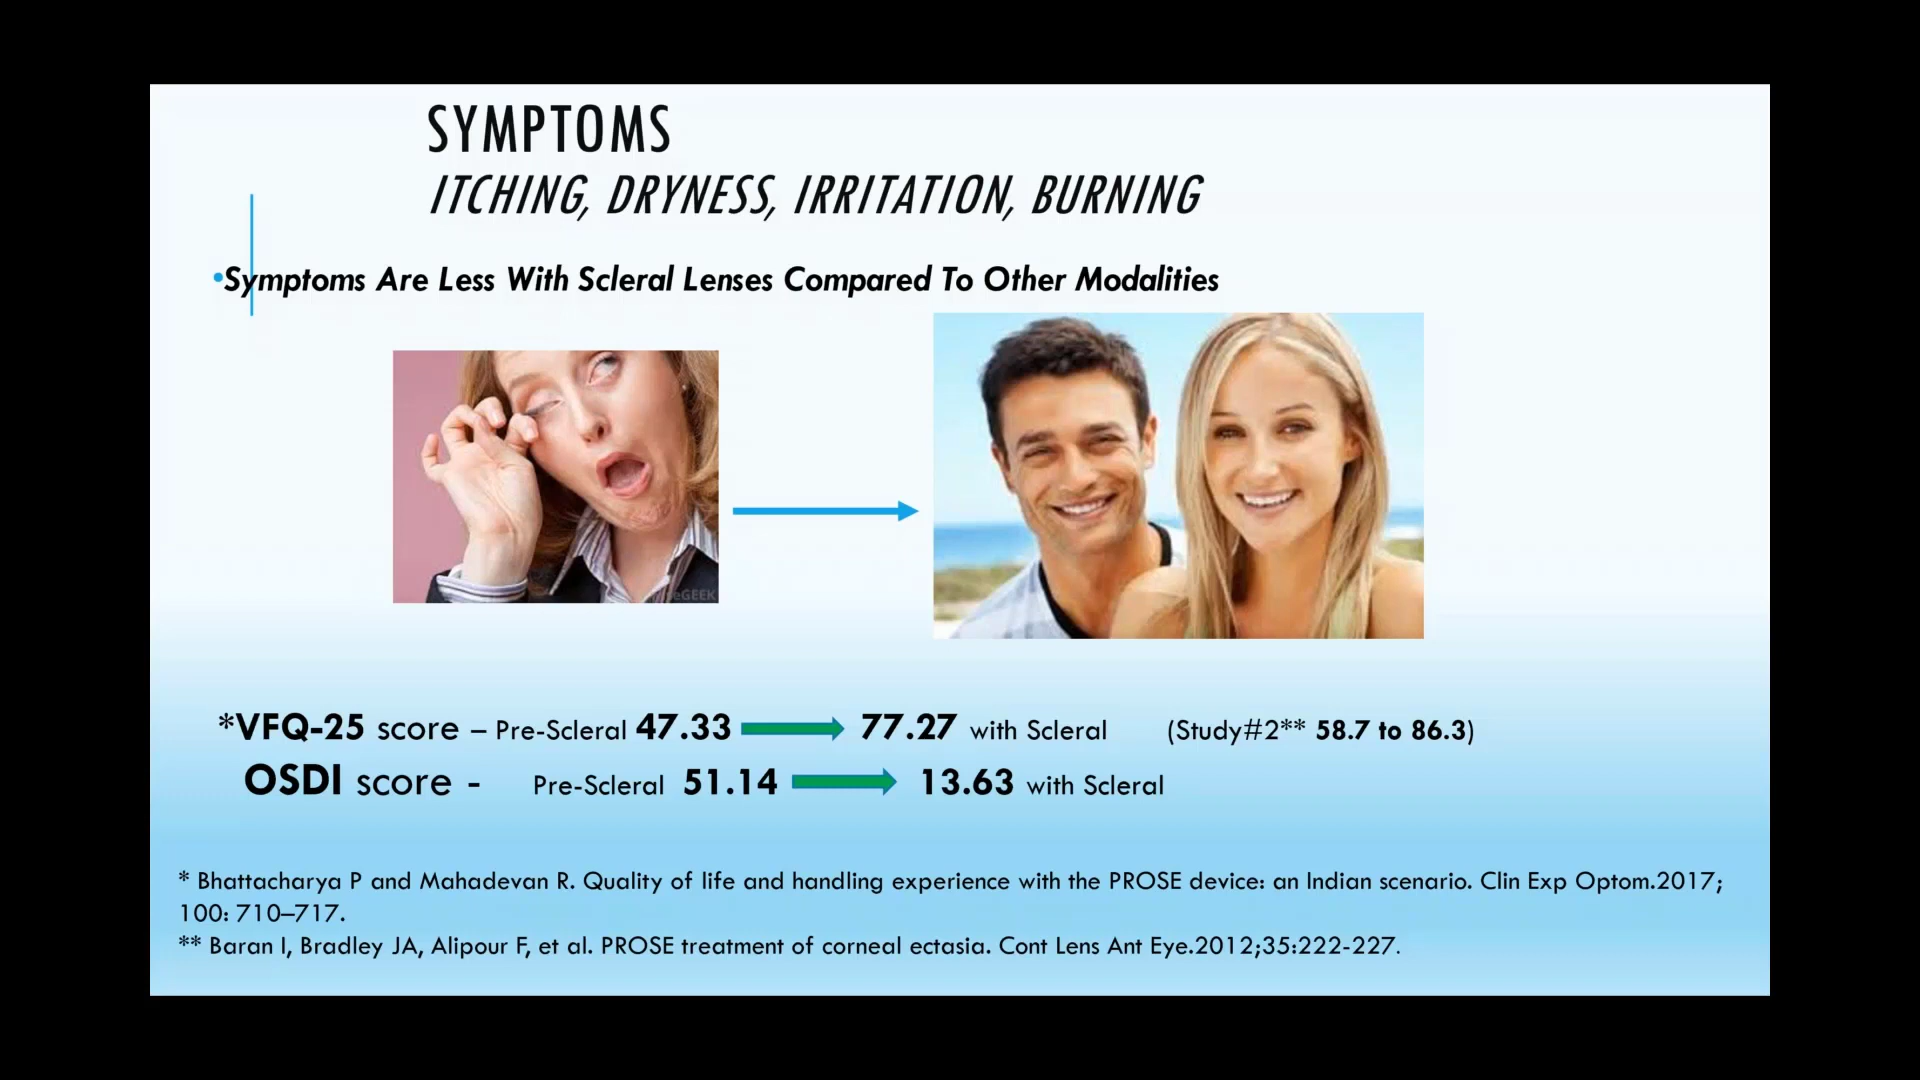 SYMPTOMS
ITCHING, DRYNESS, IRRITATION, BURNING
•Symptoms Are Less With Scleral Lenses Compared To Other Modalities
*VFQ-25 score – Pre-Scleral 47.33 77.27 with Scleral (Study#2** 58.7 to 86.3)
OSDI score - Pre-Scleral 51.14 13.63 with Scleral
* Bhattacharya P and Mahadevan R. Quality of life and handling experience with the PROSE device: an Indian scenario. Clin Exp Optom.2017;
100: 710–717.
** Baran I, Bradley JA, Alipour F, et al. PROSE treatment of corneal ectasia. Cont Lens Ant Eye.2012;35:222-227.